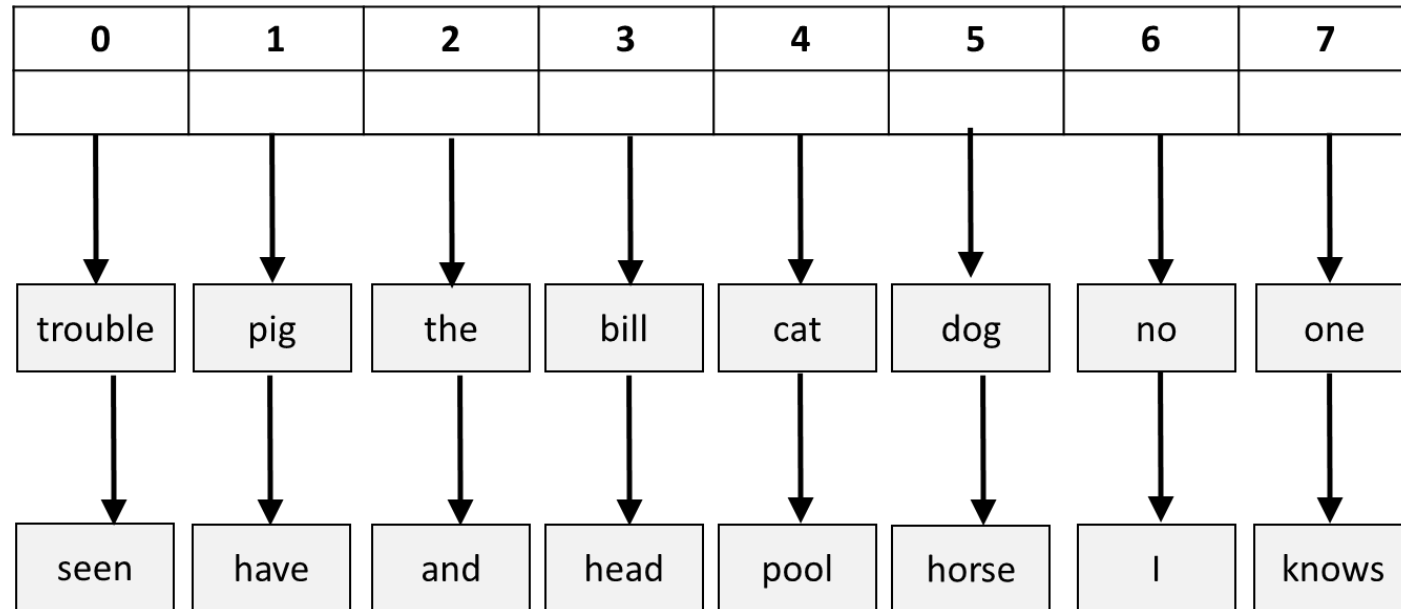 0 1 2 3 4 5 6 7
trouble pig the bill cat dog no one
seen have and head pool horse I knows